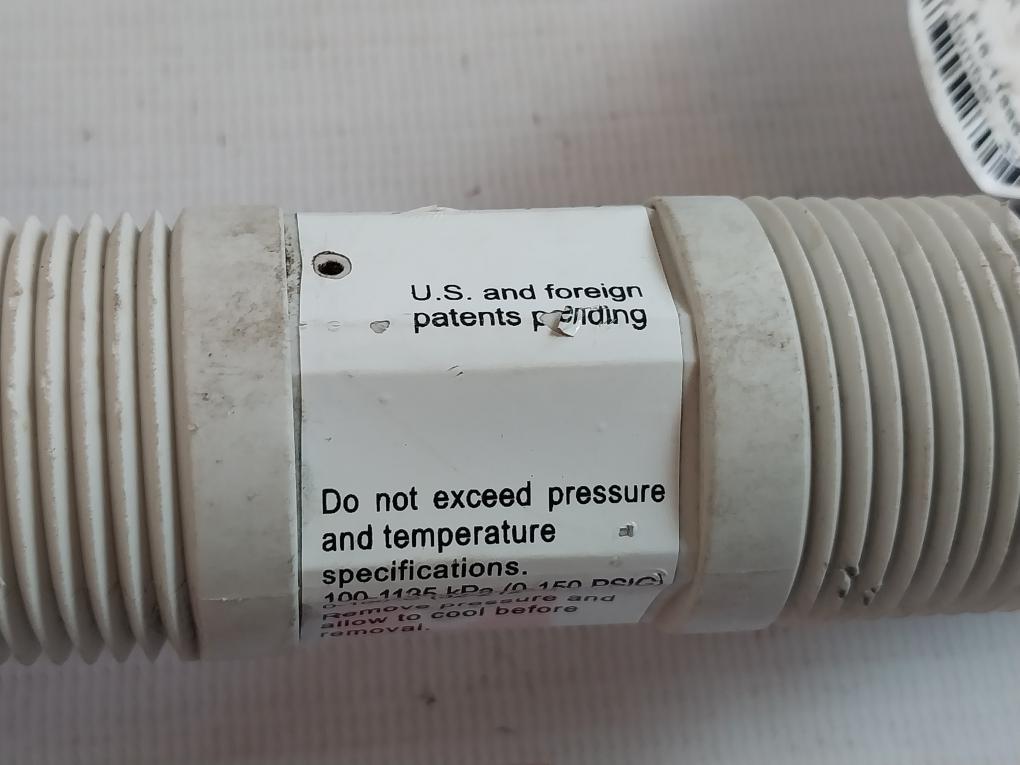 U.S. and foreign
patents pending
Do not exceed pressure
and temperature
specifications.
100-1135 kPa (0-150 PSIG)
Remove pressure and
allow to cool before
removal.